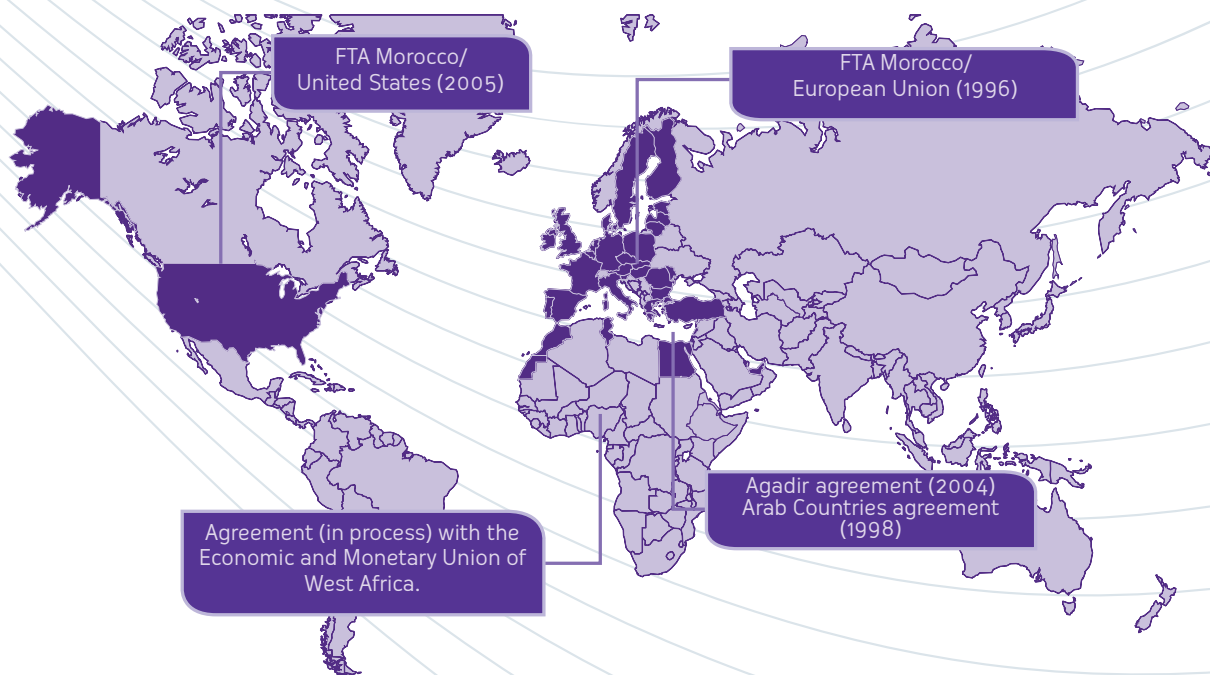 FTA Morocco/
United States (2005)
FTA Morocco/
European Union (1996)
Agadir agreement (2004)
Arab Countries agreement
(1998)
Agreement (in process) with the
Economic and Monetary Union of
West Africa.